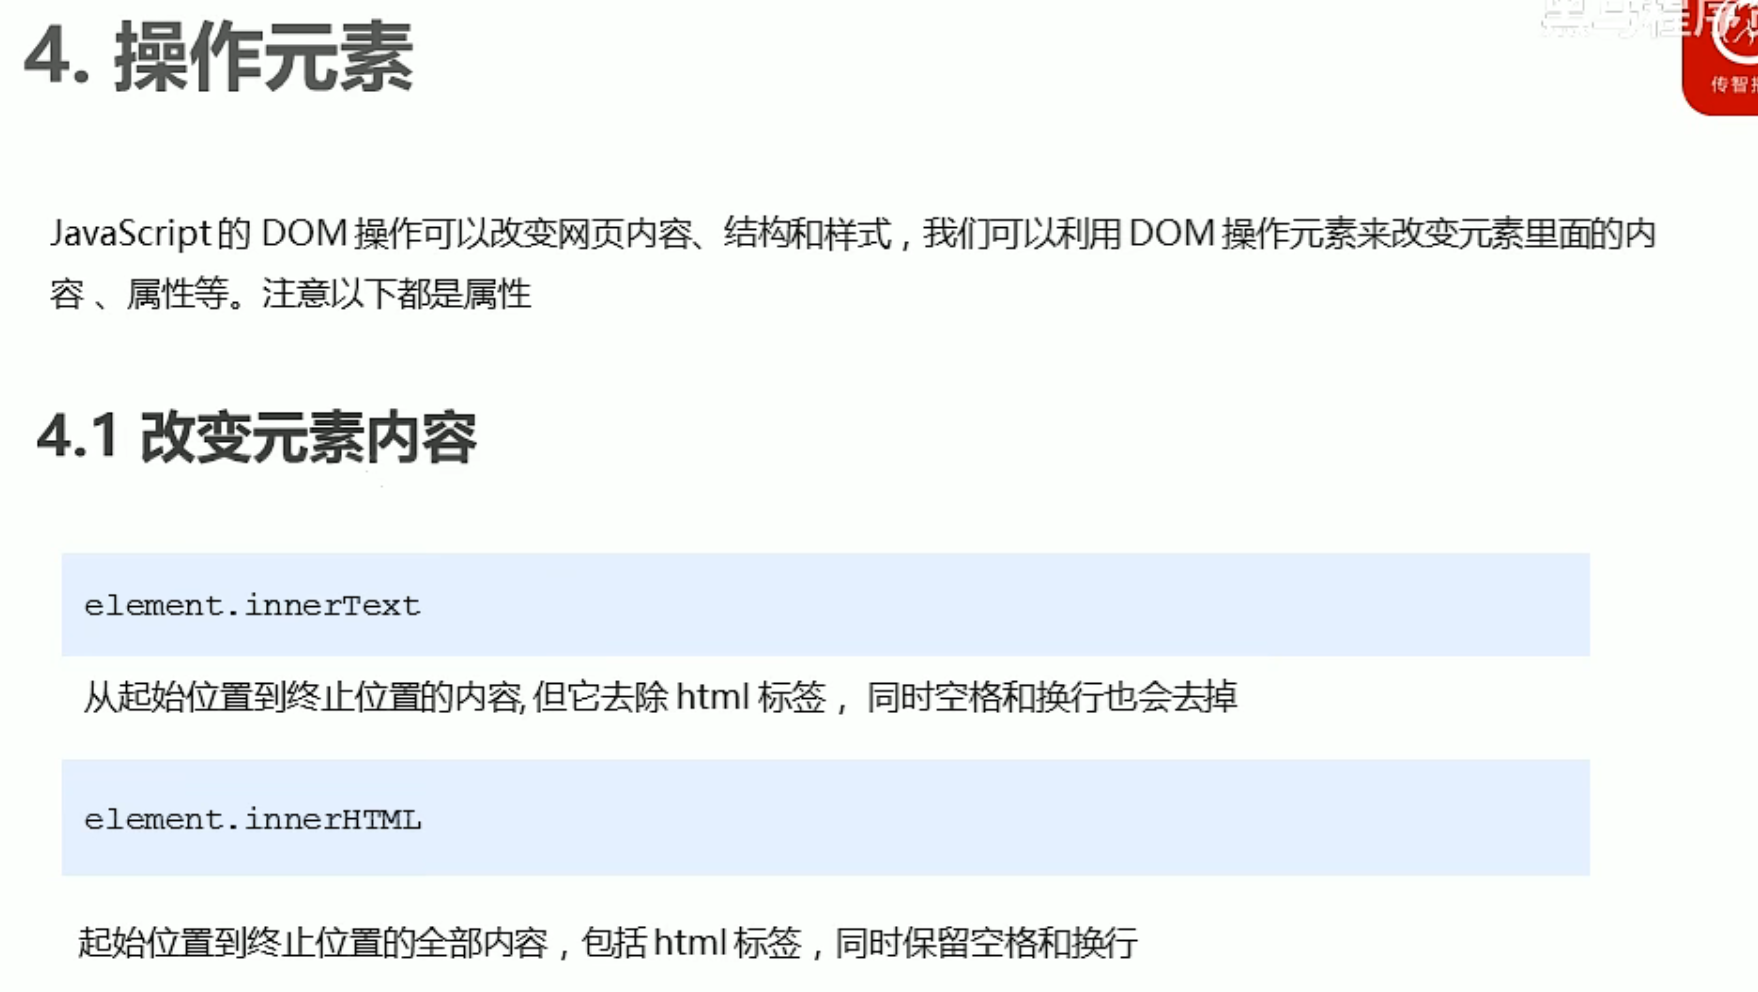 黑马程序
传智播
4. 操作元素
JavaScript 的 DOM 操作可以改变网页内容、结构和样式，我们可以利用 DOM 操作元素来改变元素里面的内
容 、属性等。注意以下都是属性
4.1 改变元素内容
element.innerText
从起始位置到终止位置的内容, 但它去除 html 标签， 同时空格和换行也会去掉
element.innerHTML
起始位置到终止位置的全部内容，包括 html 标签，同时保留空格和换行